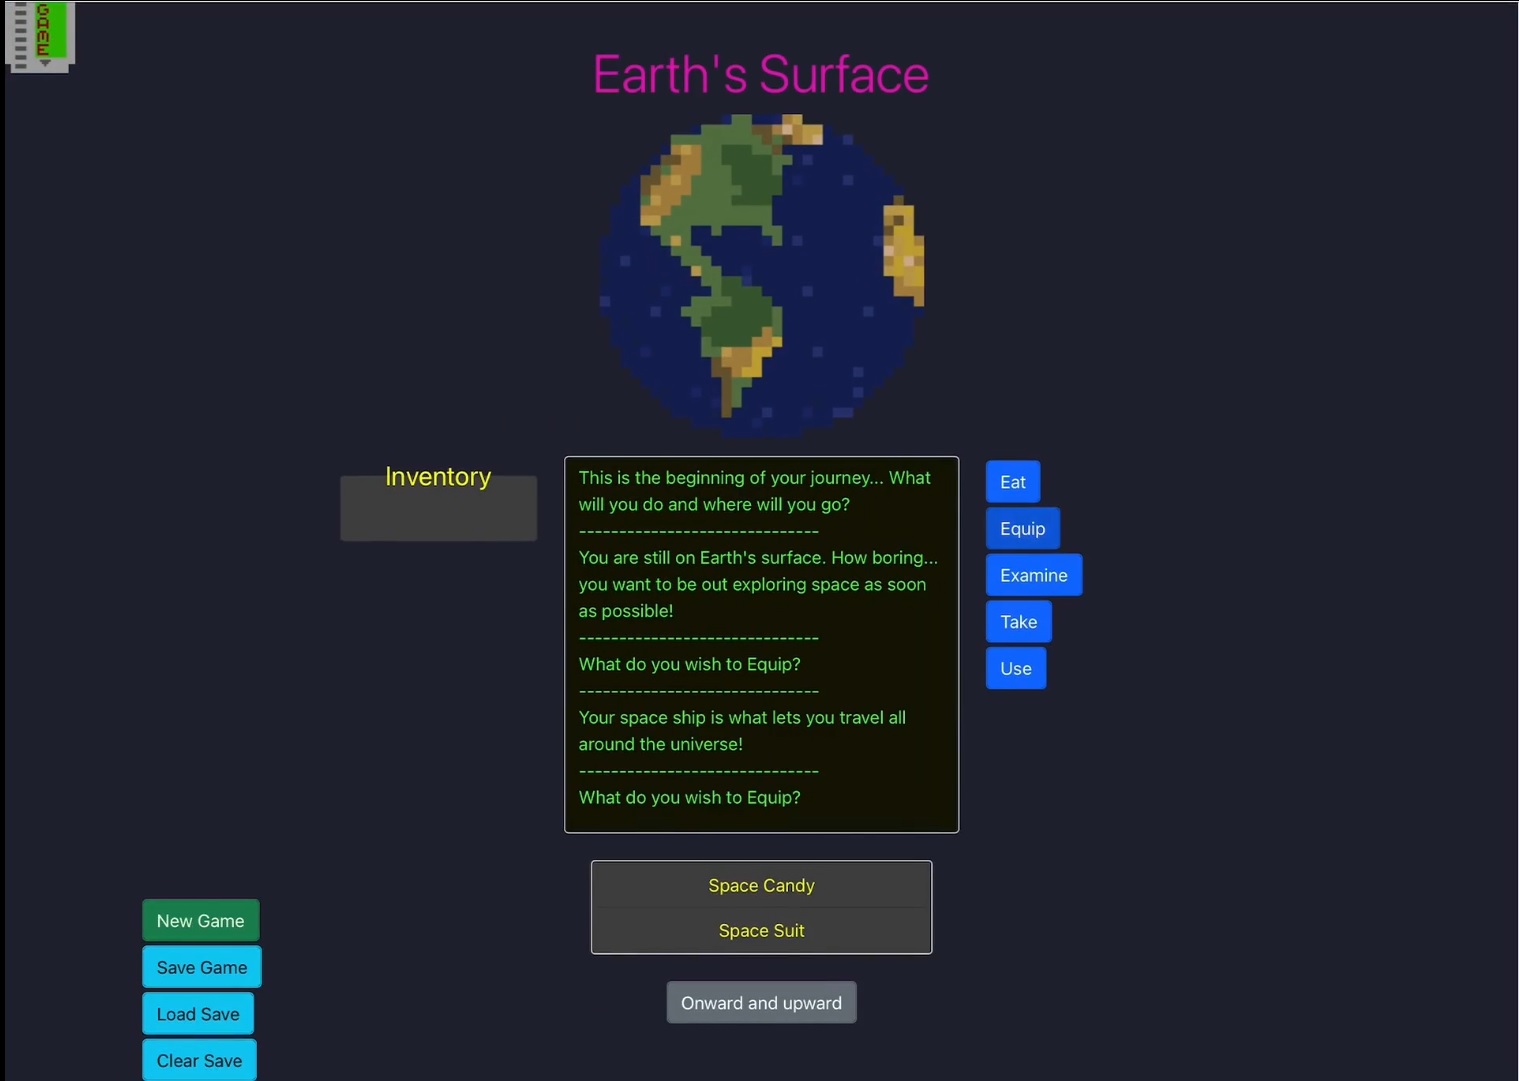 GAME
Earth's Surface
Inventory
This is the beginning of your journey... What
will you do and where will you go?
------------------------------
You are still on Earth's surface. How boring...
you want to be out exploring space as soon
as possible!
------------------------------
What do you wish to Equip?
------------------------------
Your space ship is what lets you travel all
around the universe!
------------------------------
What do you wish to Equip?
Eat
Equip
Examine
Take
Use
Space Candy
Space Suit
Onward and upward
New Game
Save Game
Load Save
Clear Save